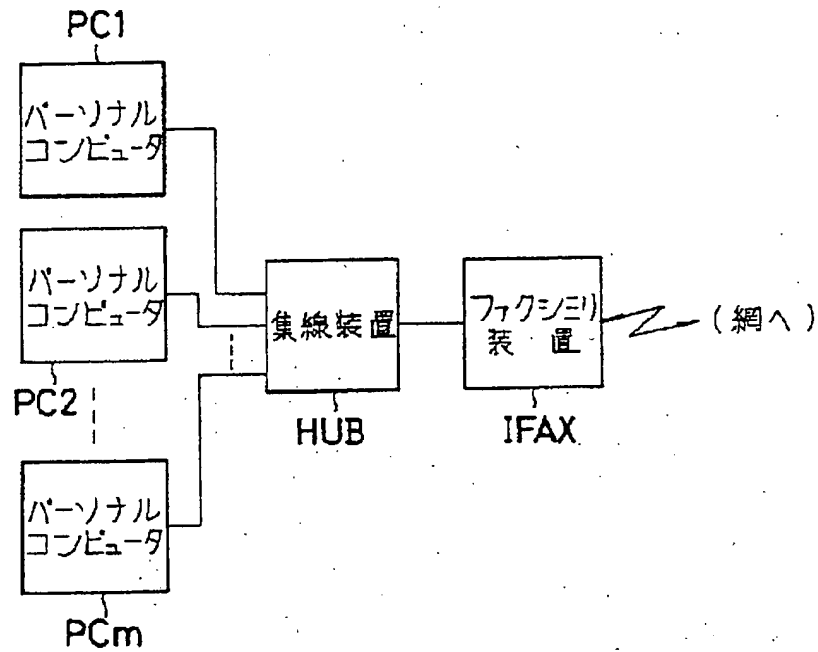 PC1
パーソナル
コンピュータ
パーソナル
コンピュータ
PC2
パーソナル
コンピュータ
PCm
集線装置
HUB
ファクシミリ
装置
IFAX
(網へ)